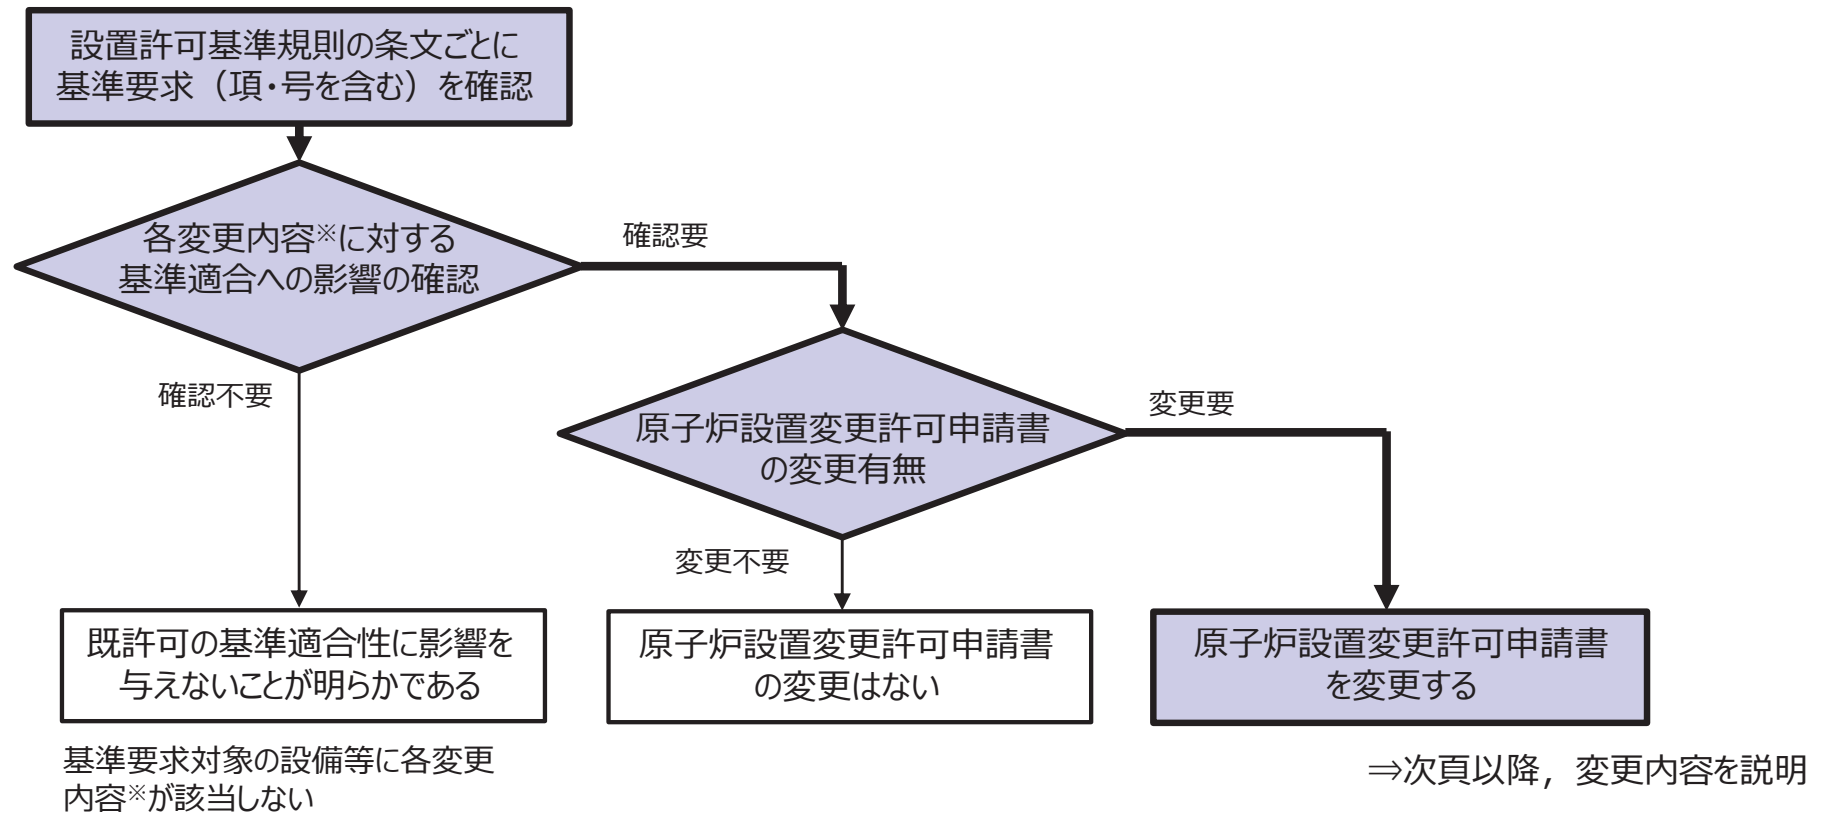 設置許可基準規則の条文ごとに
基準要求（項・号を含む）を確認
各変更内容※に対する
基準適合への影響の確認
確認要
確認不要
原子炉設置変更許可申請書
の変更有無
変更要
変更不要
既許可の基準適合性に影響を
与えないことが明らかである
原子炉設置変更許可申請書
の変更はない
原子炉設置変更許可申請書
を変更する
基準要求対象の設備等に各変更
内容※が該当しない
⇒次頁以降，変更内容を説明